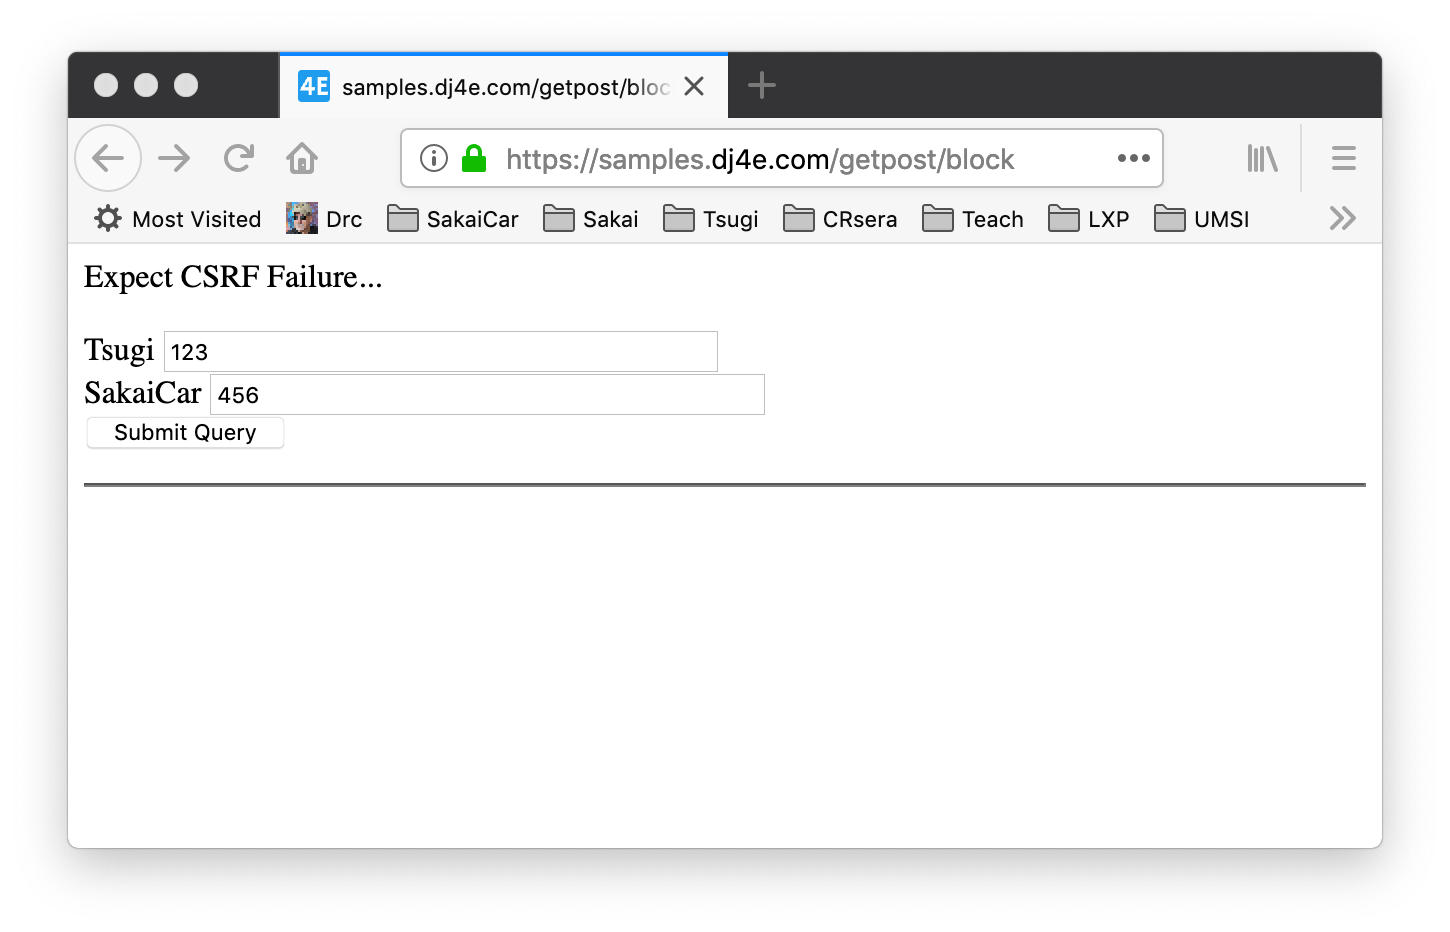 4E samples.dj4e.com/getpost/bloc
https://samples.dj4e.com/getpost/block
Most Visited Drc SakaiCar Sakai Tsugi CRsera Teach LXP UMSI
Expect CSRF Failure...
Tsugi 123
SakaiCar 456
Submit Query